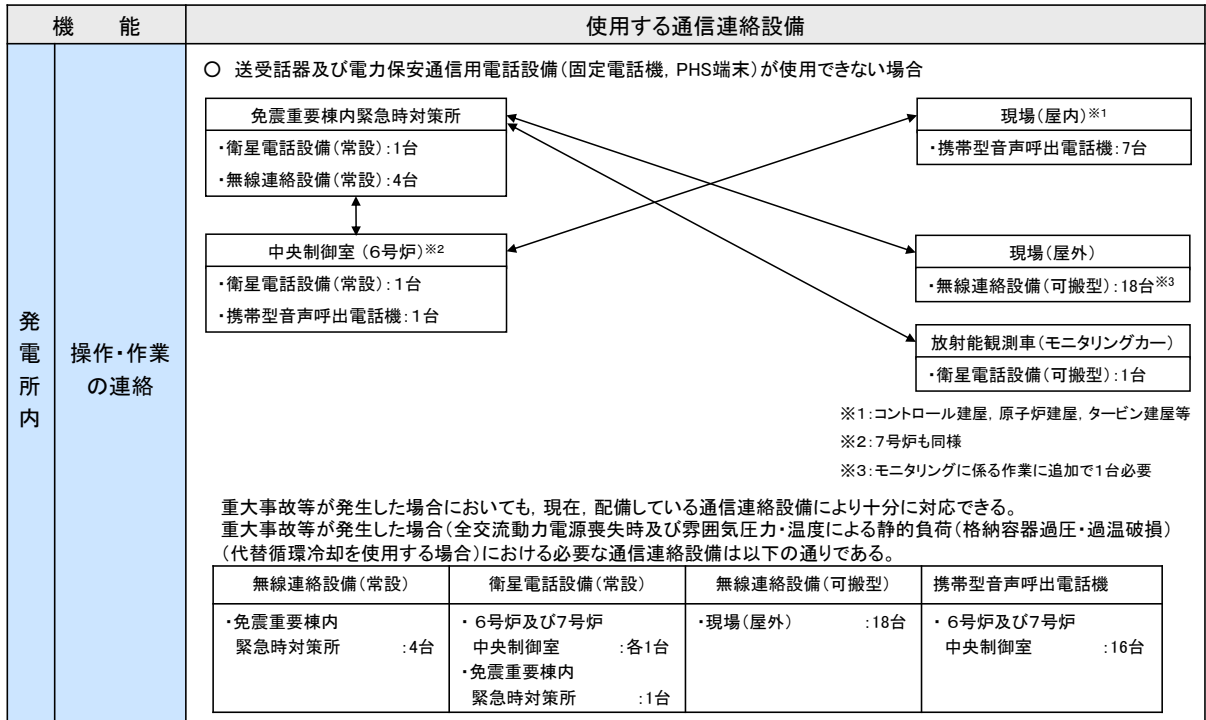 機　能
使用する通信連絡設備
発電所内
操作・作業
の連絡
○ 送受話器及び電力保安通信用電話設備（固定電話機，PHS端末）が使用できない場合
免震重要棟内緊急時対策所
・衛星電話設備（常設）：1台
・無線連絡設備（常設）：4台
現場（屋内）※1
・携帯型音声呼出電話機：7台
中央制御室（6号炉）※2
・衛星電話設備（常設）：1台
・携帯型音声呼出電話機：1台
現場（屋外）
・無線連絡設備（可搬型）：18台※3
放射能観測車（モニタリングカー）
・衛星電話設備（可搬型）：1台
※1：コントロール建屋，原子炉建屋，タービン建屋等
※2：7号炉も同様
※3：モニタリングに係る作業に追加で1台必要
重大事故等が発生した場合においても，現在，配備している通信連絡設備により十分に対応できる。
重大事故等が発生した場合（全交流動力電源喪失時及び雰囲気圧力・温度による静的負荷（格納容器過圧・過温破損）
（代替循環冷却を使用する場合）における必要な通信連絡設備は以下の通りである。
無線連絡設備（常設）
衛星電話設備（常設）
無線連絡設備（可搬型）
携帯型音声呼出電話機
・免震重要棟内
緊急時対策所　：4台
・6号炉及び7号炉
中央制御室　：各1台
・免震重要棟内
緊急時対策所　：1台
・現場（屋外）　：18台
・6号炉及び7号炉
中央制御室　：16台